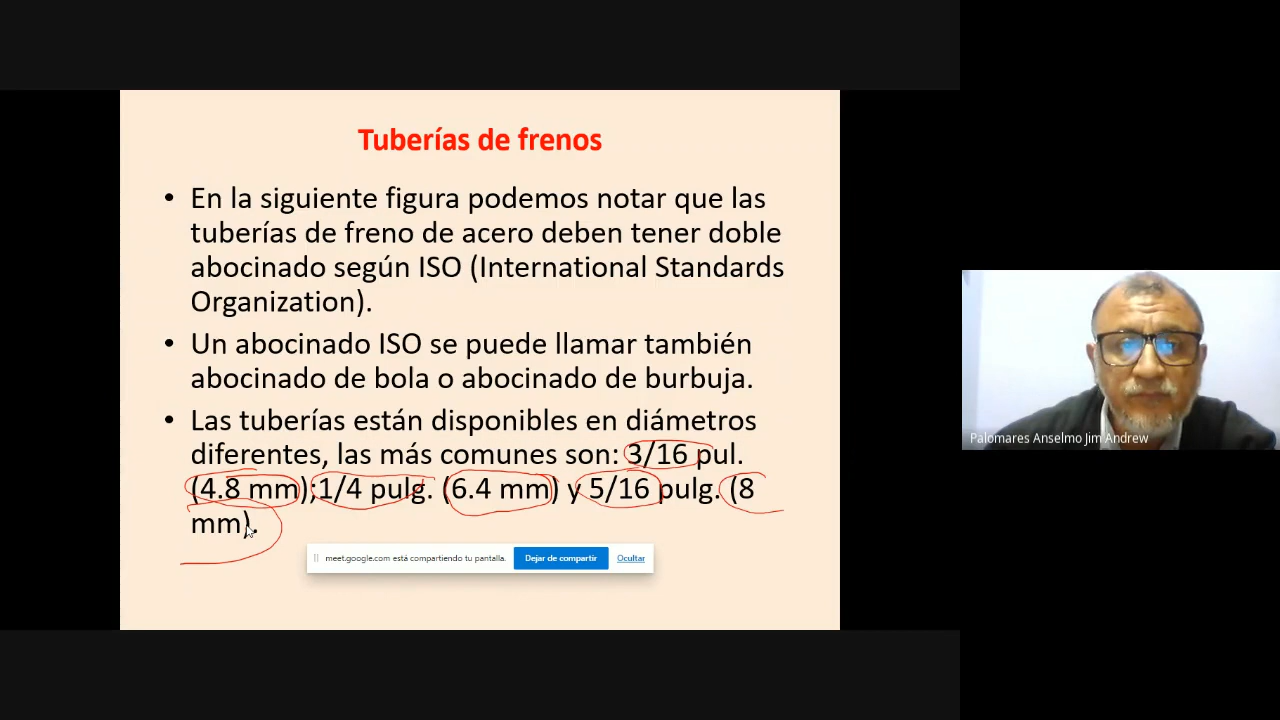 Tuberías de frenos
• En la siguiente figura podemos notar que las
tuberías de freno de acero deben tener doble
abocinado según ISO (International Standards
Organization).
• Un abocinado ISO se puede llamar también
abocinado de bola o abocinado de burbuja.
• Las tuberías están disponibles en diámetros
diferentes, las más comunes son: 3/16 pul.
(4.8 mm);1/4 pulg. (6.4 mm) y 5/16 pulg. (8
mm).
meet.google.com está compartiendo tu pantalla. Dejar de compartir Ocultar
Palomares Anselmo Jim Andrew